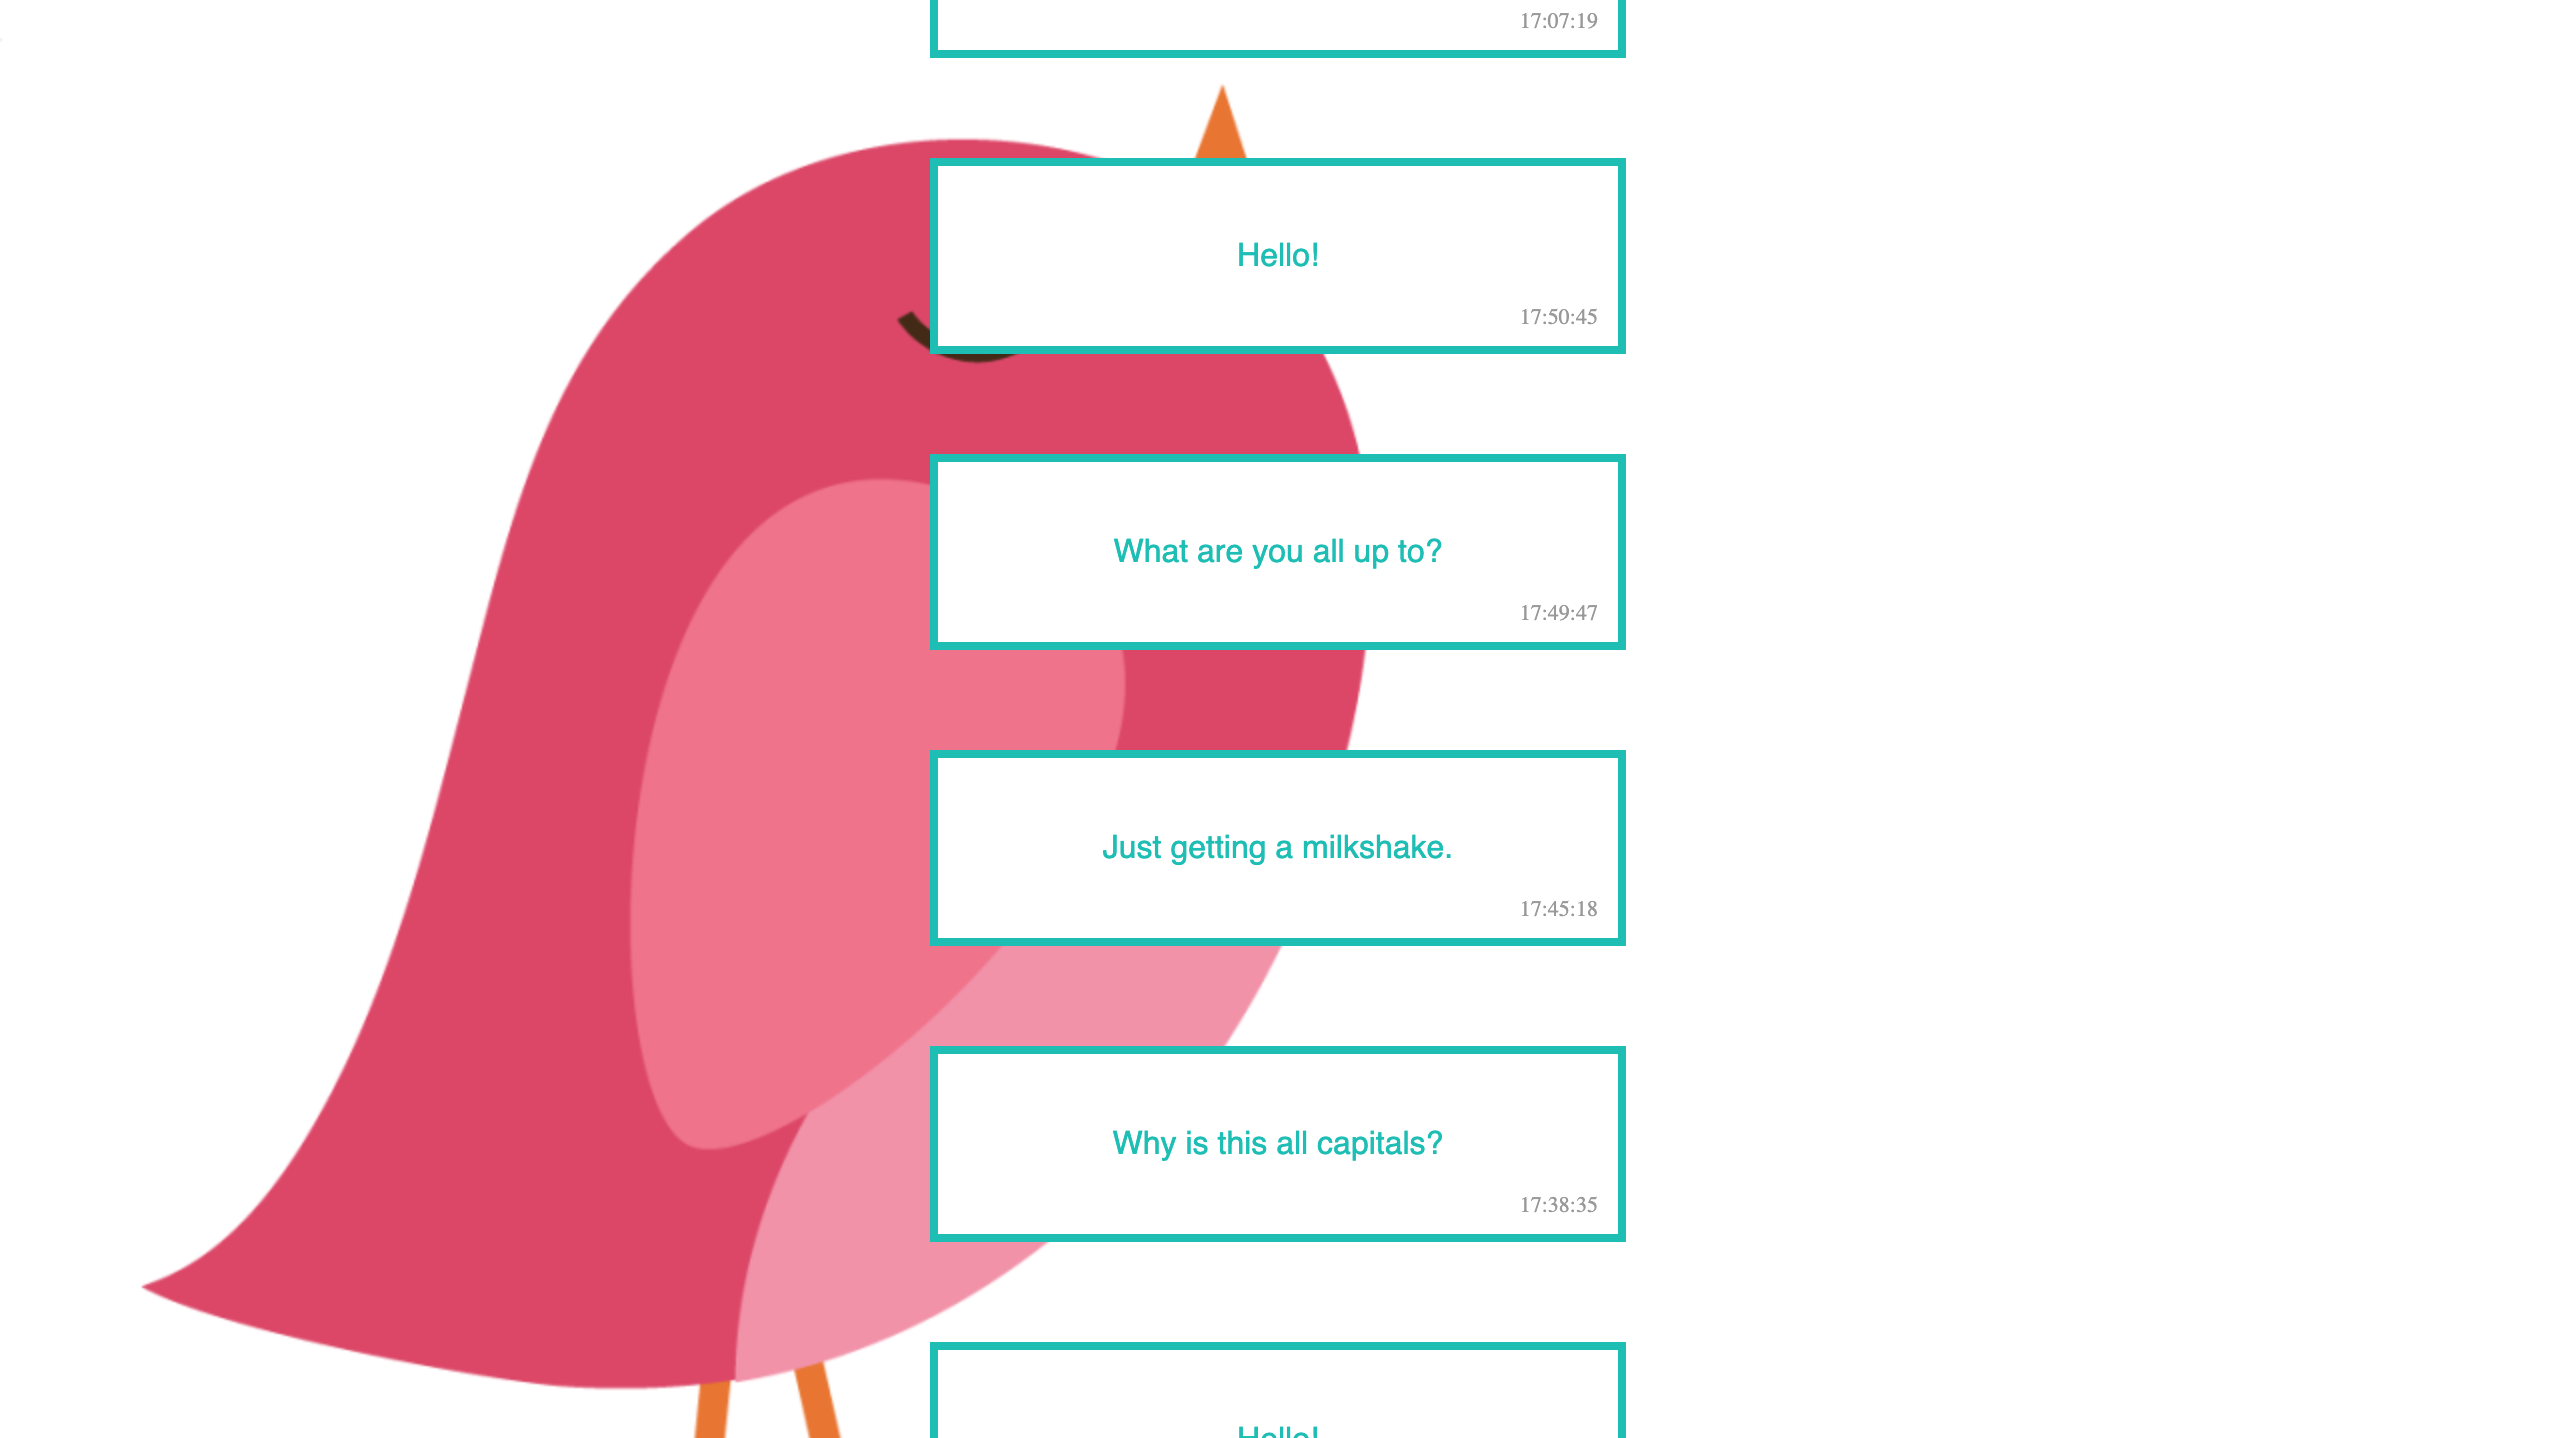 17:07:19
Hello!
17:50:45
What are you all up to?
17:49:47
Just getting a milkshake.
17:45:18
Why is this all capitals?
17:38:35
Hello!